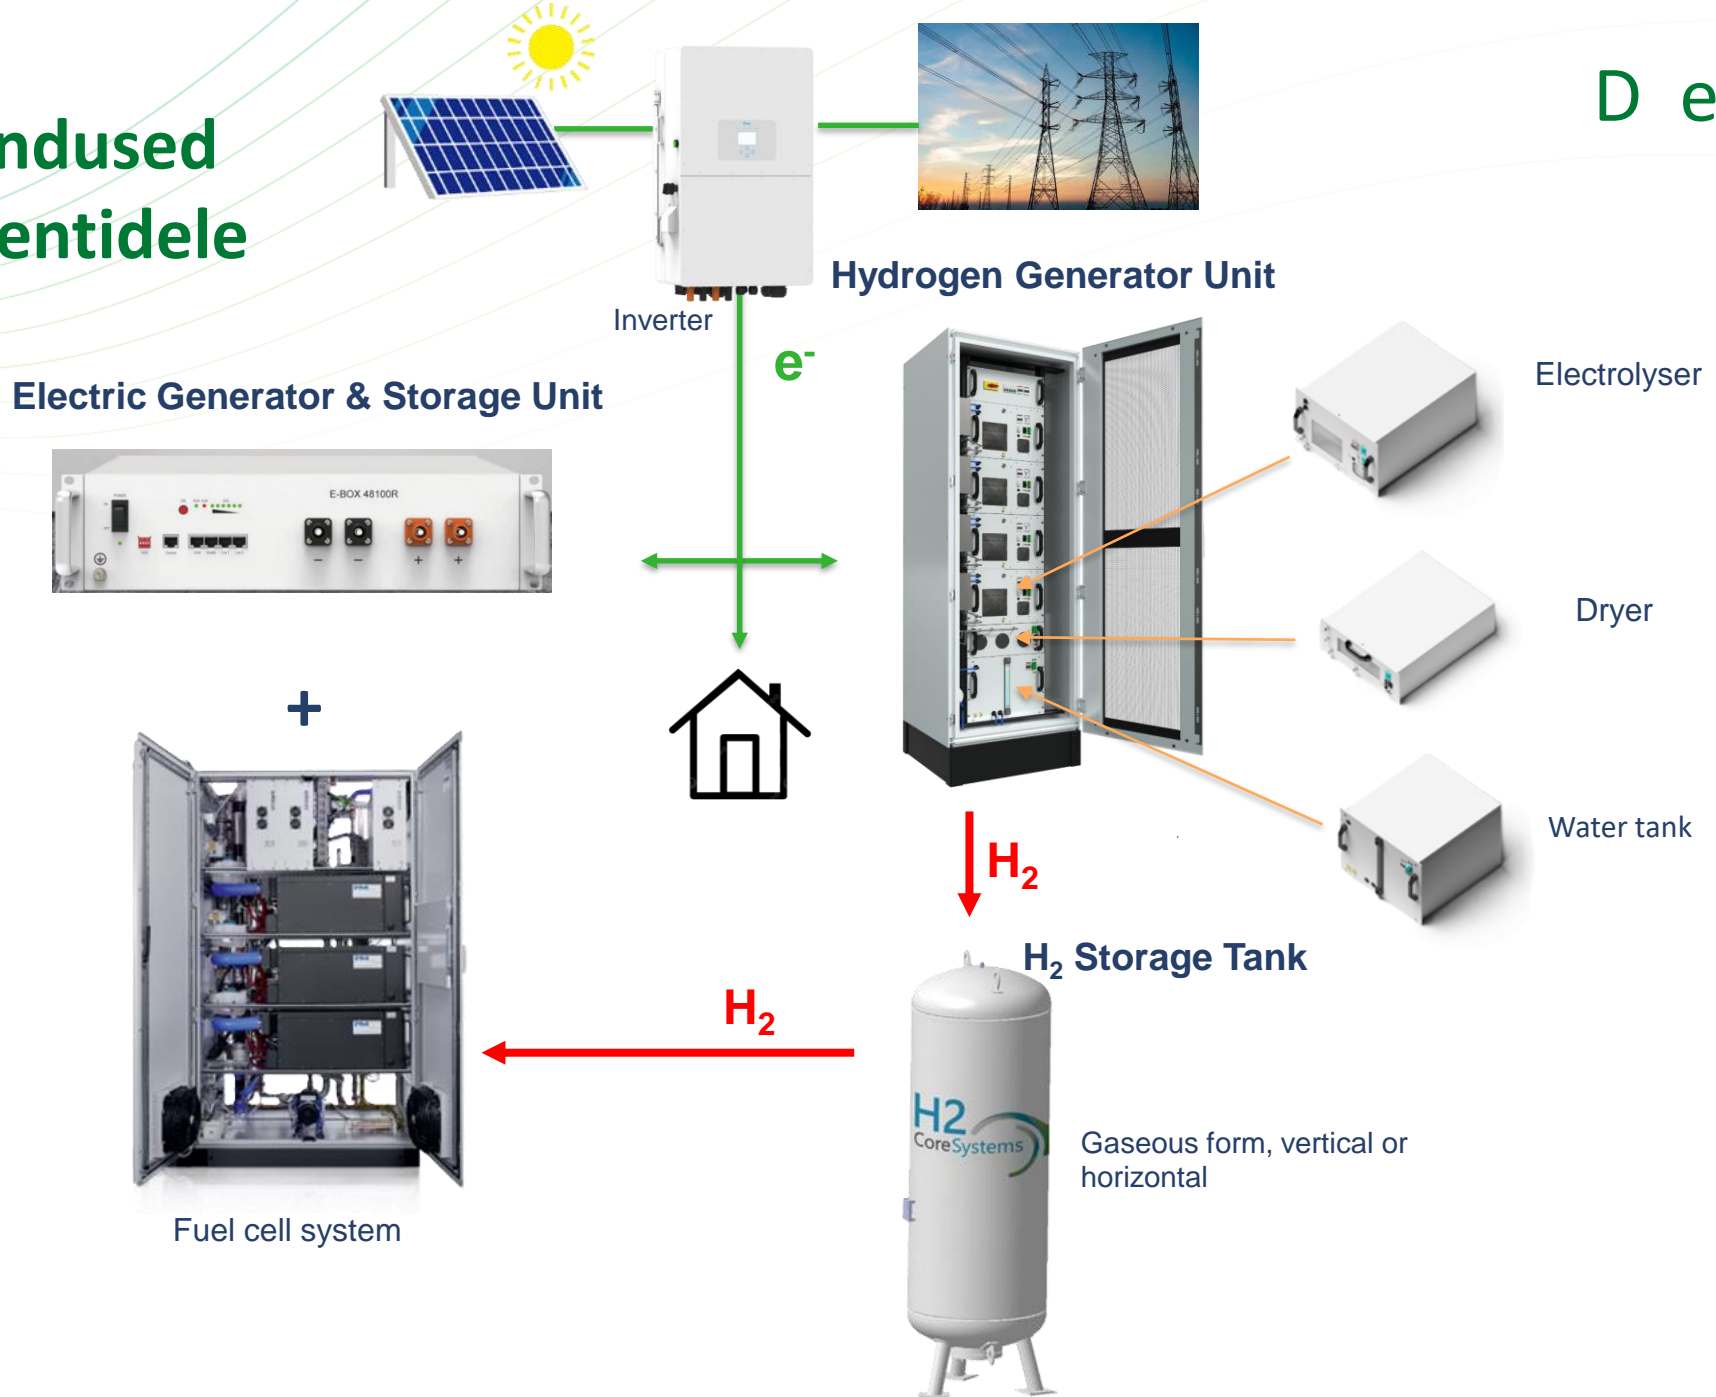 ndused
entidele
D e
Inverter
Hydrogen Generator Unit
e-
Electric Generator & Storage Unit
Electrolyser
E-BOX 48100R
POWER
- - + +
Dryer
+
Water tank
H2
H2 Storage Tank
H2
H2
CoreSystems
Gaseous form, vertical or
horizontal
Fuel cell system